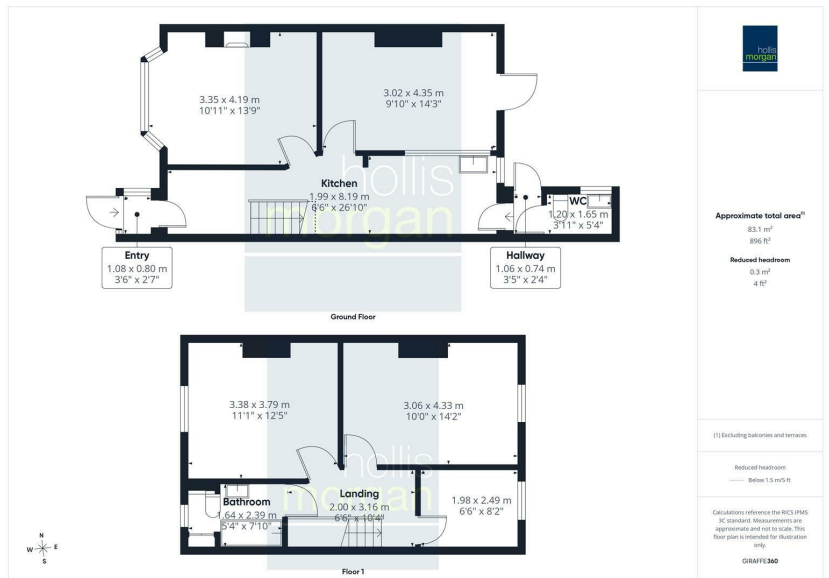 3.35 x 4.19 m
10'11" x 13'9"
3.02 x 4.35 m
9'10" x 14'3"
hollis
morgan
Kitchen
1.99 x 8.19 m
6'6" x 26'10"
WC
1.20 x 1.65 m
3'11" x 5'4"
Entry
1.08 x 0.80 m
3'6" x 2'7"
Hallway
1.06 x 0.74 m
3'5" x 2'4"
Ground Floor
3.38 x 3.79 m
11'1" x 12'5"
3.06 x 4.33 m
10'0" x 14'2"
hollis
morgan
Bathroom
1.64 x 2.39 m
5'4" x 7'10"
Landing
2.00 x 3.16 m
6'6" x 10'4"
1.98 x 2.49 m
6'6" x 8'2"
Floor 1
N
W E
S
hollis
morgan
Approximate total area(1)
83.1 m²
896 ft²
Reduced headroom
0.3 m²
4 ft²
(1) Excluding balconies and terraces
Reduced headroom
Below 1.5 m/5 ft
Calculations reference the RICS IPMS
3C standard. Measurements are
approximate and not to scale. This
floor plan is intended for illustration
only.
GIRAFFE360